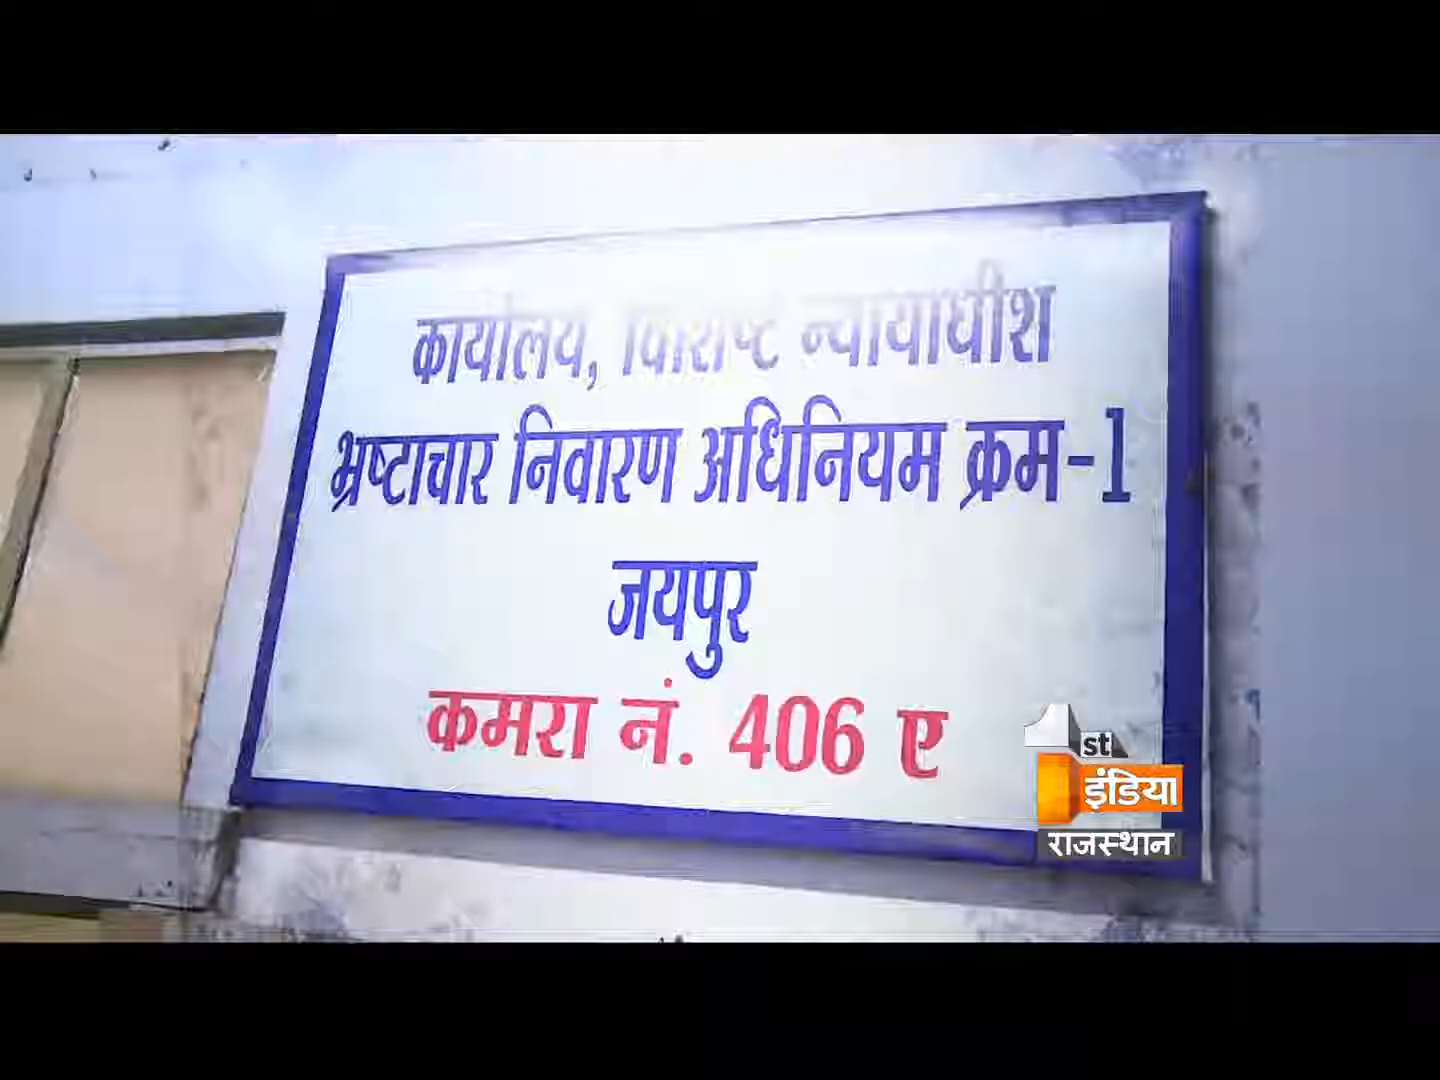 कार्यालय, विशिष्ट न्यायाधीश
भ्रष्टाचार निवारण अधिनियम क्रम-1
जयपुर
कमरा नं. 406 ए
1st
इंडिया
राजस्थान